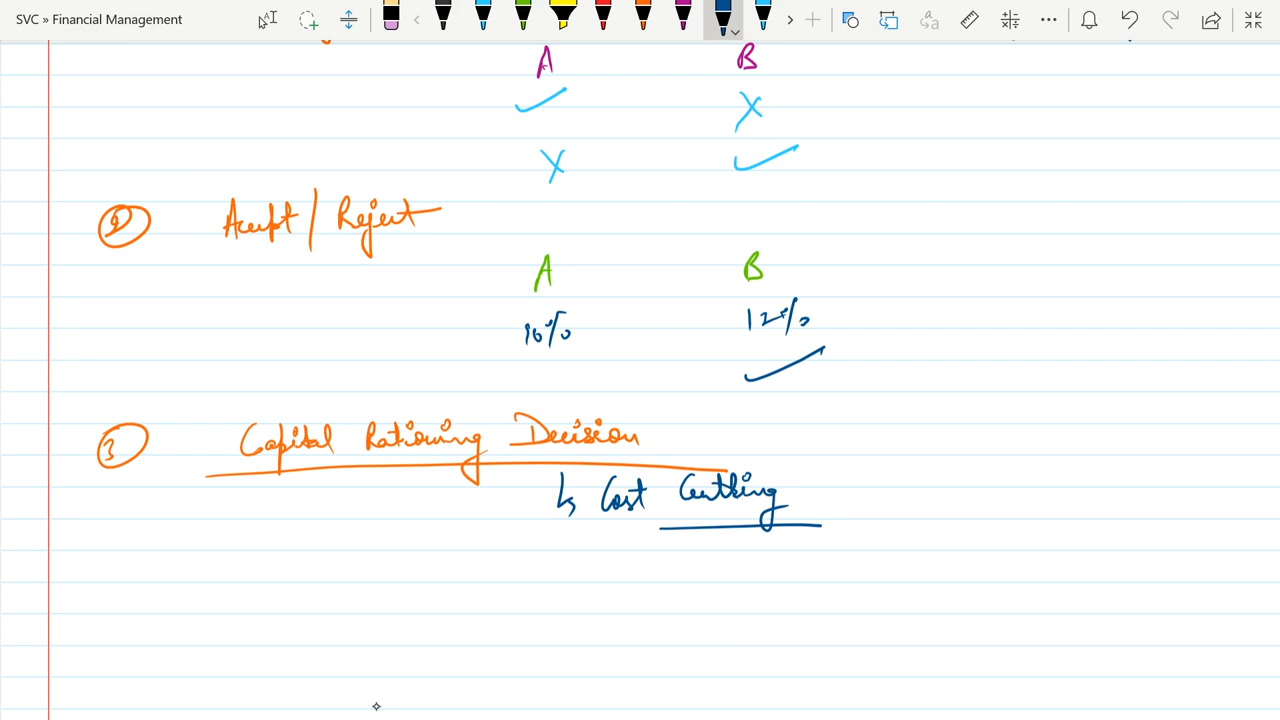 SVC » Financial Management
A B
✓ X
X ✓
② Accept / Reject
A B
10% 12%
✓
③ Capital Rationing Decision
↳ Cost Cutting